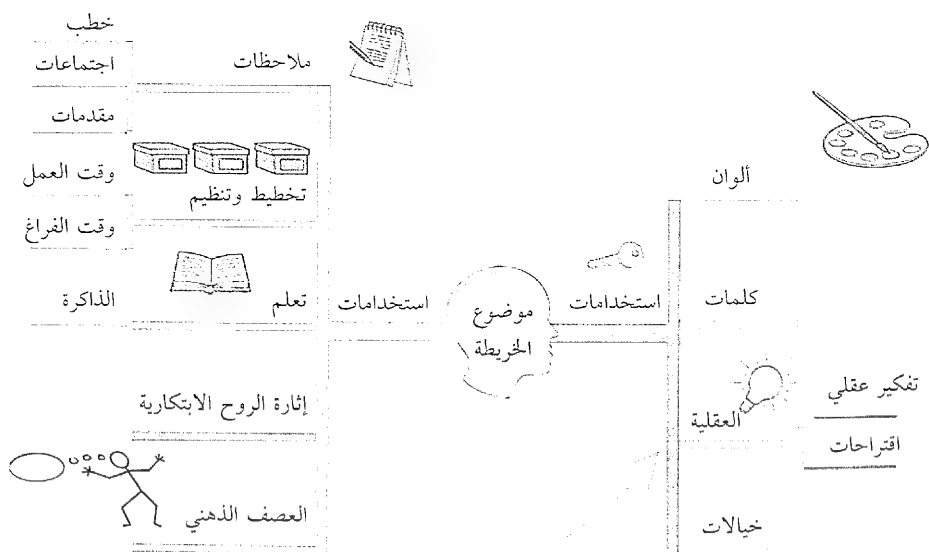 موضوع
الخريطة
استخدامات
ألوان
كلمات
العقلية
تفكير عقلي
اقتراحات
خيالات
استخدامات
ملاحظات
خطب
اجتماعات
مقدمات
تخطيط وتنظيم
وقت العمل
وقت الفراغ
تعلم
الذاكرة
إثارة الروح الابتكارية
العصف الذهني